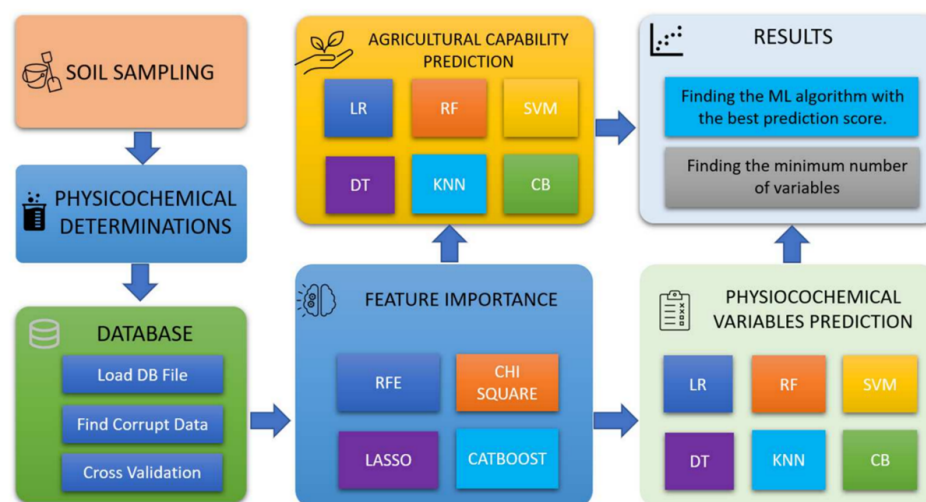 SOIL SAMPLING
PHYSICOCHEMICAL
DETERMINATIONS
DATABASE
Load DB File
Find Corrupt Data
Cross Validation
FEATURE IMPORTANCE
RFE
CHI
SQUARE
LASSO
CATBOOST
AGRICULTURAL CAPABILITY
PREDICTION
LR
RF
SVM
DT
KNN
CB
PHYSIOCOCHEMICAL
VARIABLES PREDICTION
LR
RF
SVM
DT
KNN
CB
RESULTS
Finding the ML algorithm with
the best prediction score.
Finding the minimum number
of variables